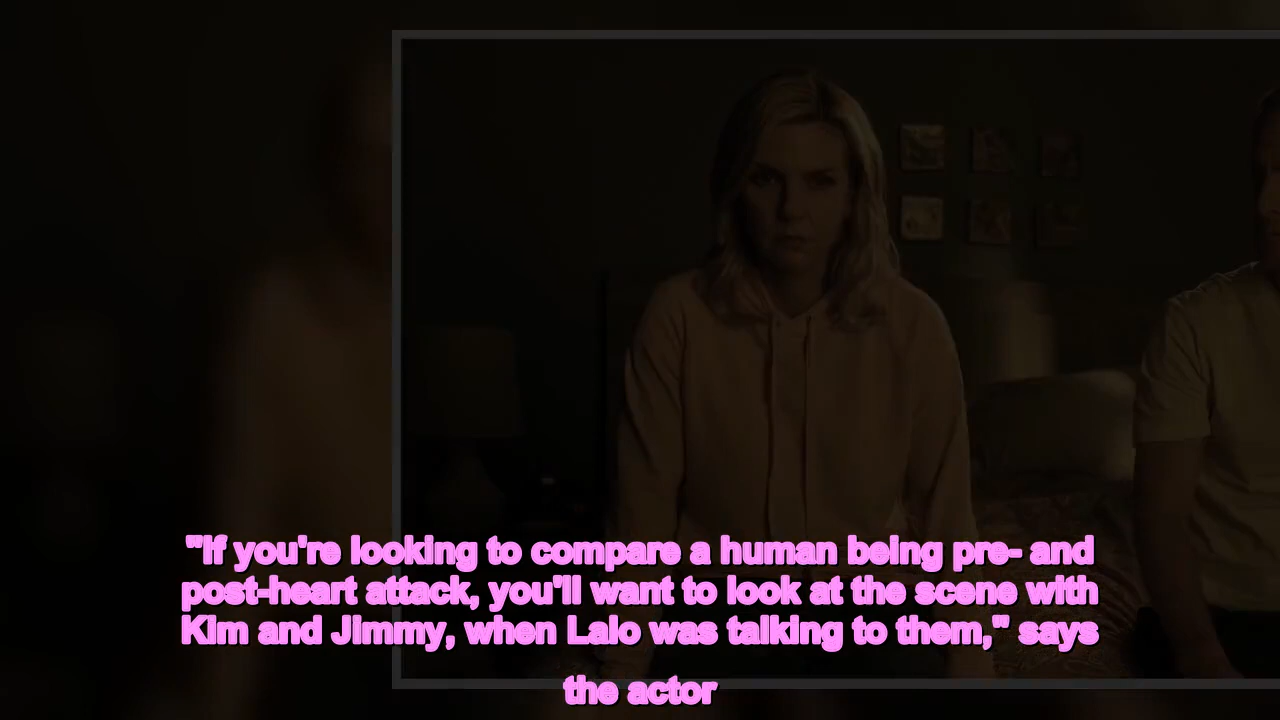 "If you're looking to compare a human being pre- and
post-heart attack, you'll want to look at the scene with
Kim and Jimmy, when Lalo was talking to them," says
the actor